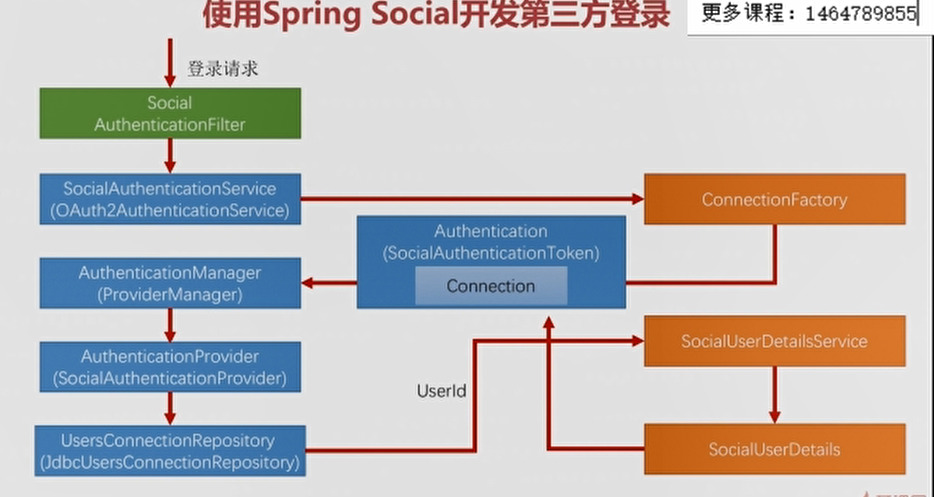 使用Spring Social开发第三方登录
更多课程：1464789855
登录请求
Social
AuthenticationFilter
SocialAuthenticationService
(OAuth2AuthenticationService)
ConnectionFactory
Authentication
(SocialAuthenticationToken)
Connection
AuthenticationManager
(ProviderManager)
SocialUserDetailsService
AuthenticationProvider
(SocialAuthenticationProvider)
UserId
UsersConnectionRepository
(JdbcUsersConnectionRepository)
SocialUserDetails